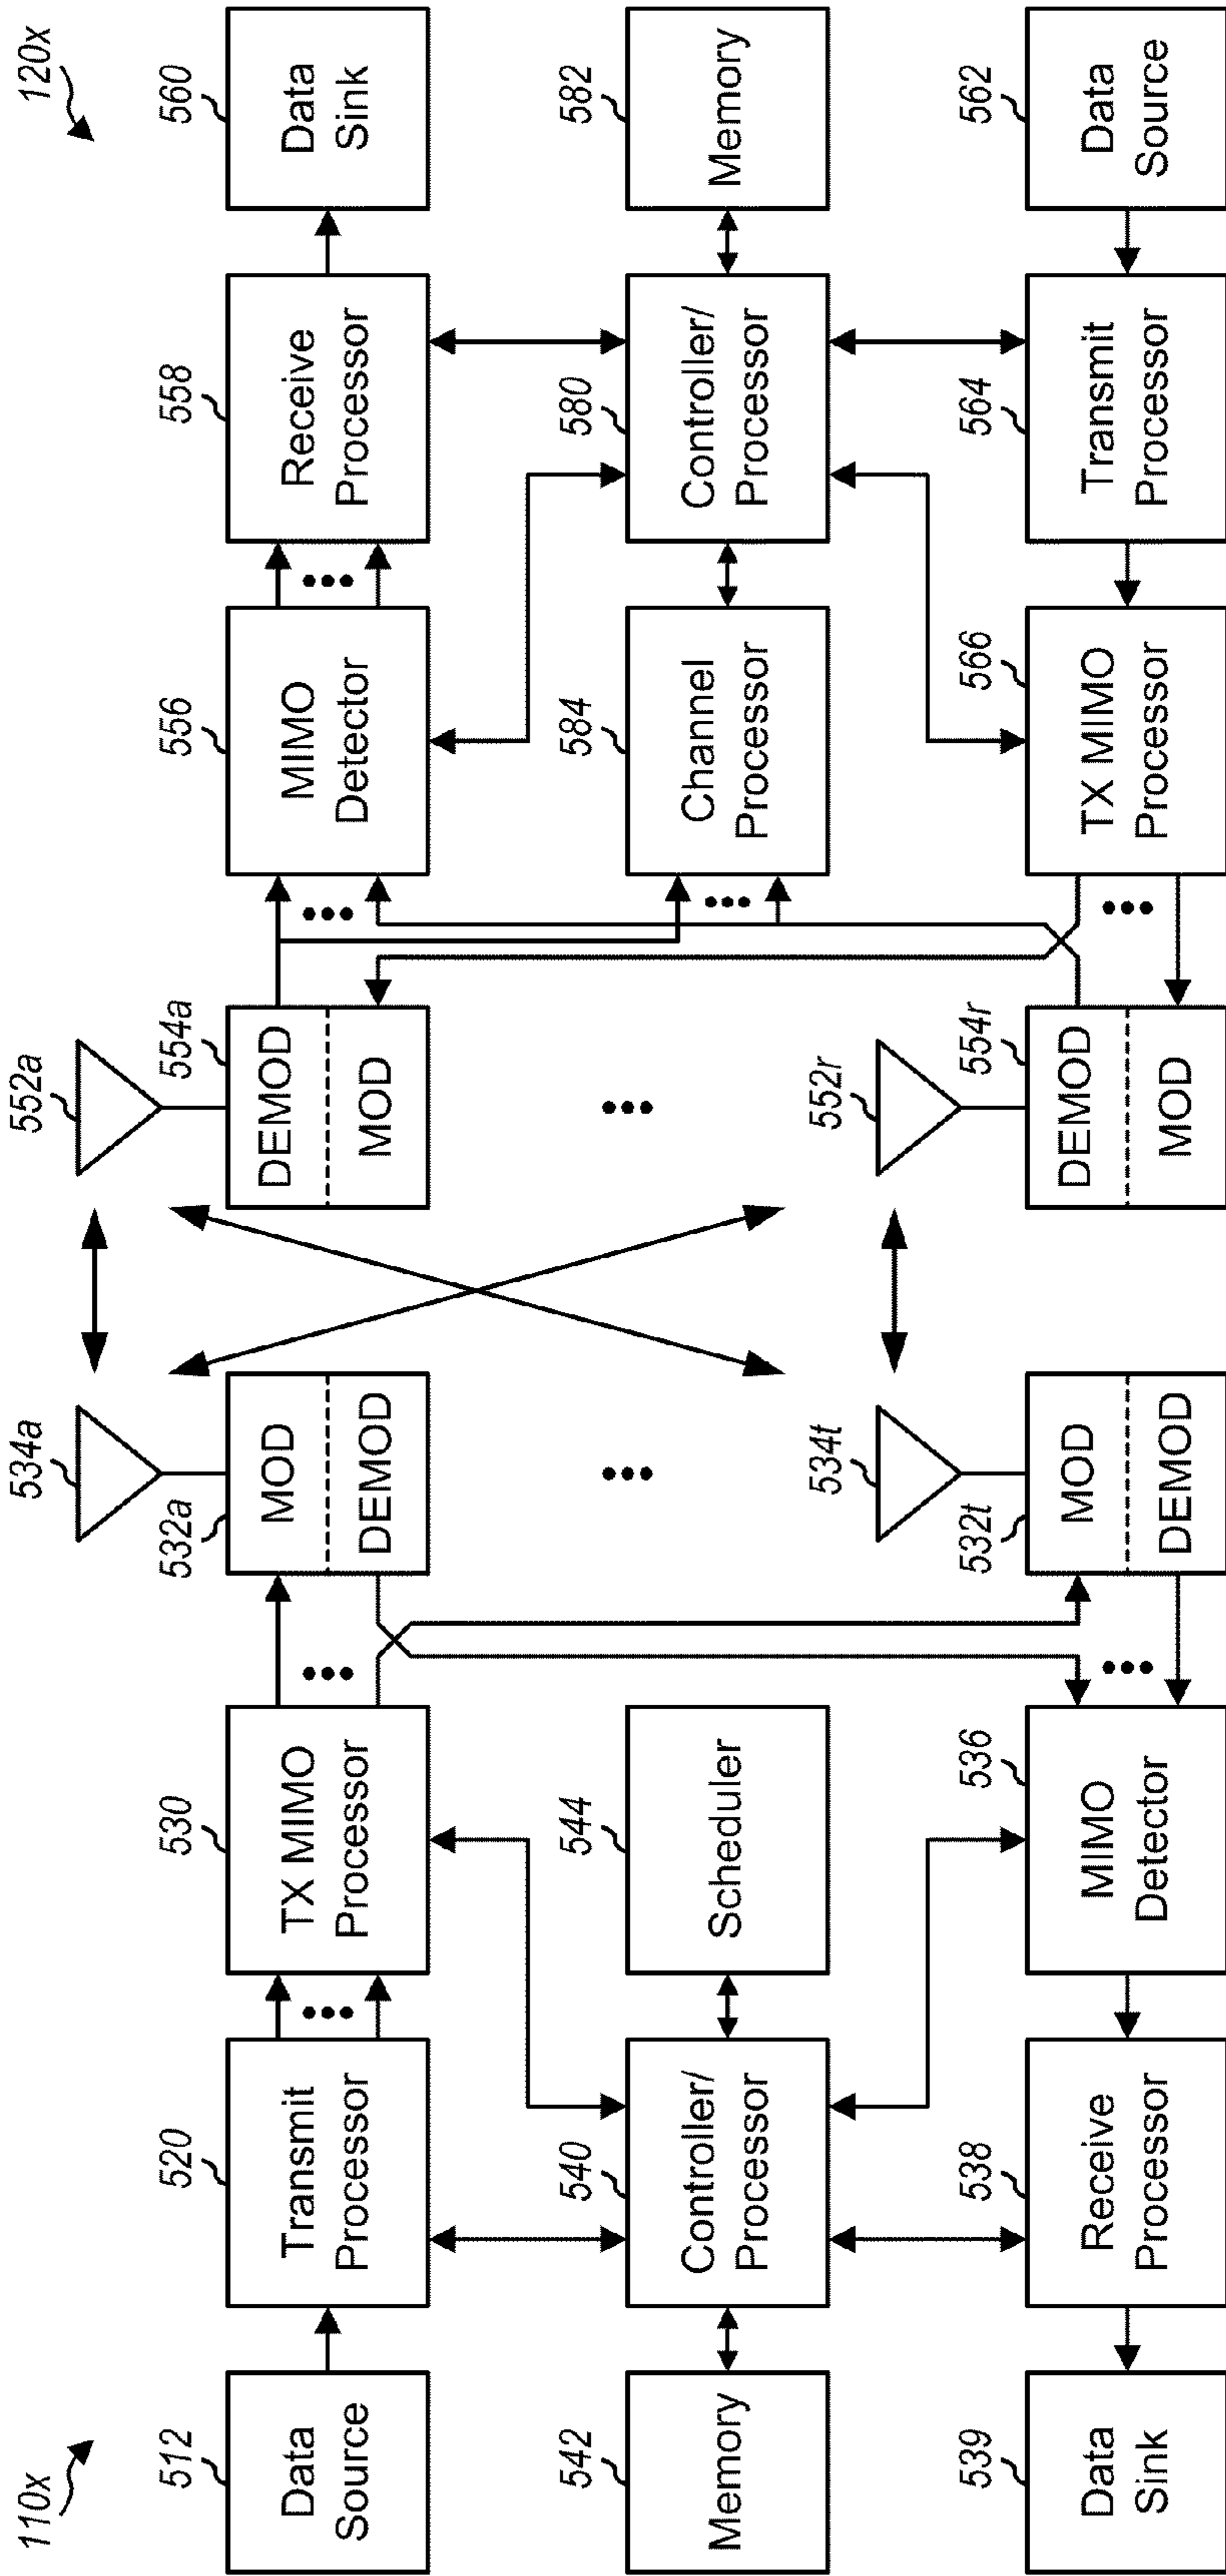 110x
120x
512
Data
Source
520
Transmit
Processor
530
TX MIMO
Processor
532a
MOD
DEMOD
534a
552a
554a
DEMOD
MOD
556
MIMO
Detector
558
Receive
Processor
560
Data
Sink
542
Memory
540
Controller/
Processor
544
Scheduler
584
Channel
Processor
580
Controller/
Processor
582
Memory
539
Data
Sink
538
Receive
Processor
536
MIMO
Detector
532t
MOD
DEMOD
534t
552r
554r
DEMOD
MOD
566
TX MIMO
Processor
564
Transmit
Processor
562
Data
Source